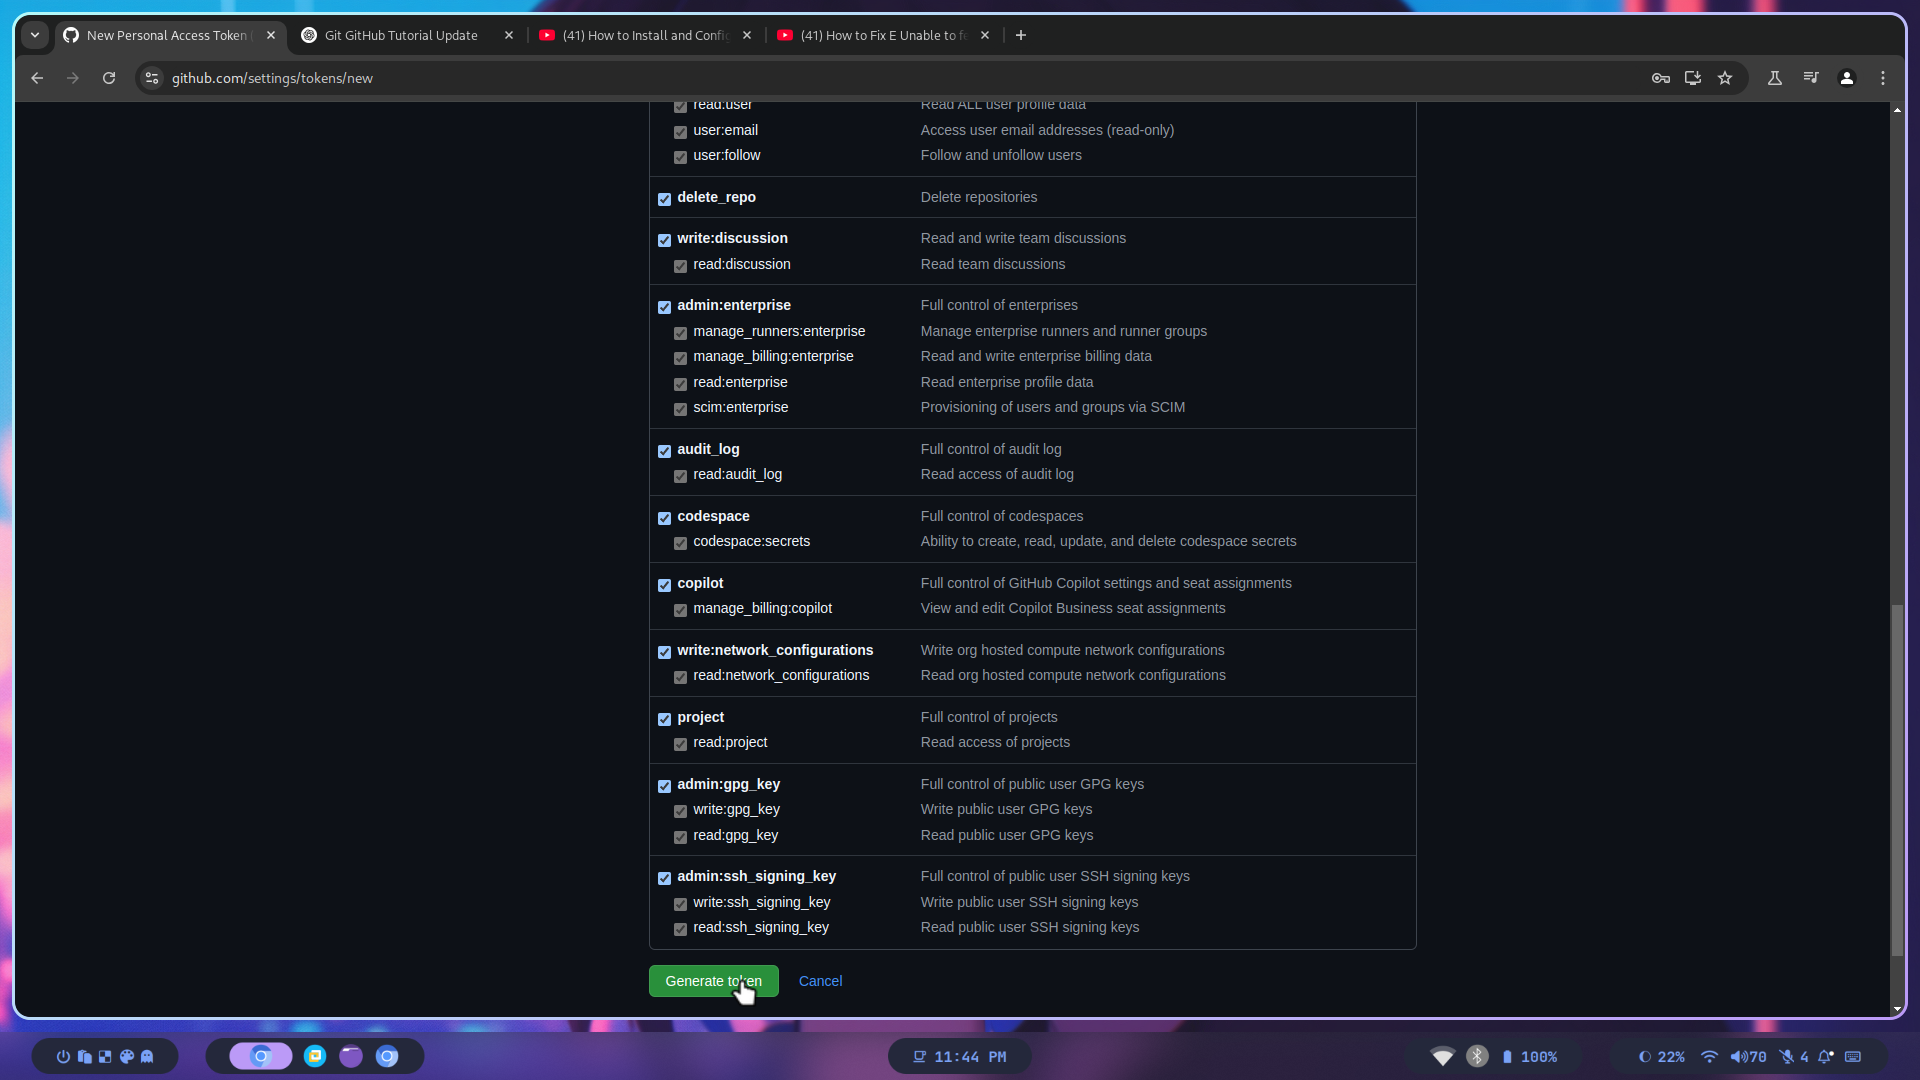 New Personal Access Token
Git GitHub Tutorial Update
(41) How to Install and Config
(41) How to Fix E Unable to fe
github.com/settings/tokens/new
read:user Read ALL user profile data
user:email Access user email addresses (read-only)
user:follow Follow and unfollow users
delete_repo Delete repositories
write:discussion Read and write team discussions
read:discussion Read team discussions
admin:enterprise Full control of enterprises
manage_runners:enterprise Manage enterprise runners and runner groups
manage_billing:enterprise Read and write enterprise billing data
read:enterprise Read enterprise profile data
scim:enterprise Provisioning of users and groups via SCIM
audit_log Full control of audit log
read:audit_log Read access of audit log
codespace Full control of codespaces
codespace:secrets Ability to create, read, update, and delete codespace secrets
copilot Full control of GitHub Copilot settings and seat assignments
manage_billing:copilot View and edit Copilot Business seat assignments
write:network_configurations Write org hosted compute network configurations
read:network_configurations Read org hosted compute network configurations
project Full control of projects
read:project Read access of projects
admin:gpg_key Full control of public user GPG keys
write:gpg_key Write public user GPG keys
read:gpg_key Read public user GPG keys
admin:ssh_signing_key Full control of public user SSH signing keys
write:ssh_signing_key Write public user SSH signing keys
read:ssh_signing_key Read public user SSH signing keys
Generate token Cancel
11:44 PM
100%
22% 70 4